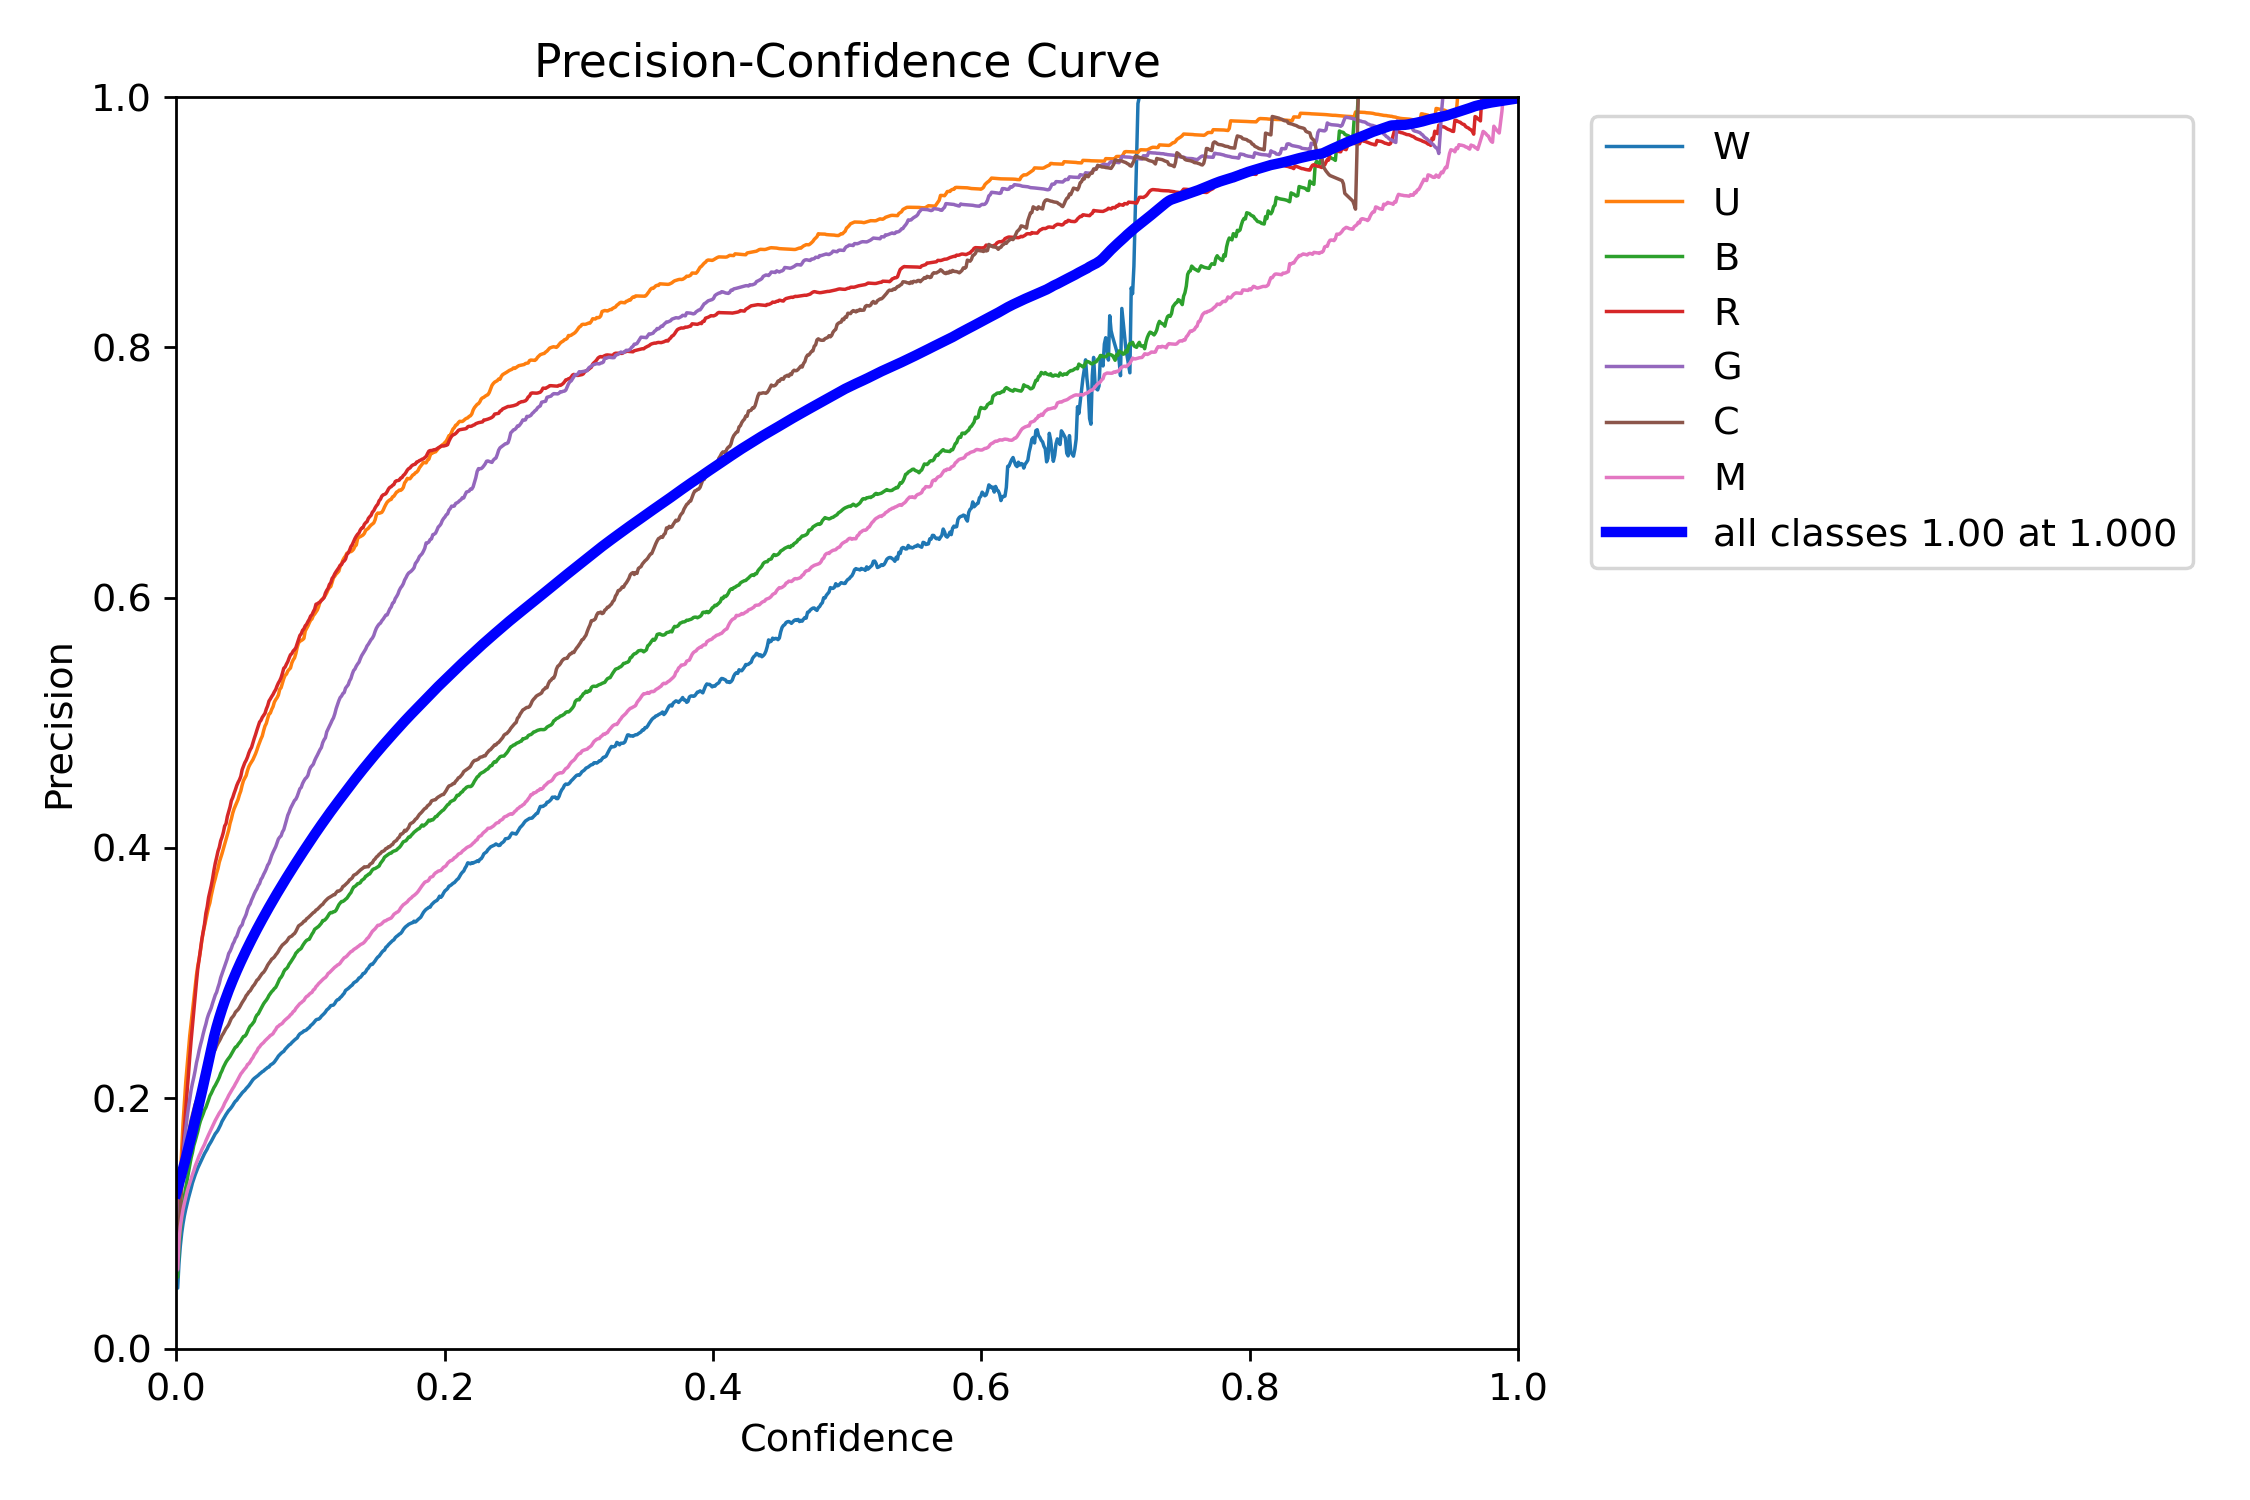 Precision-Confidence Curve
1.0
0.8
0.6
0.4
0.2
0.0
Precision
0.0 0.2 0.4 0.6 0.8 1.0
Confidence
W
U
B
R
G
C
M
all classes 1.00 at 1.000